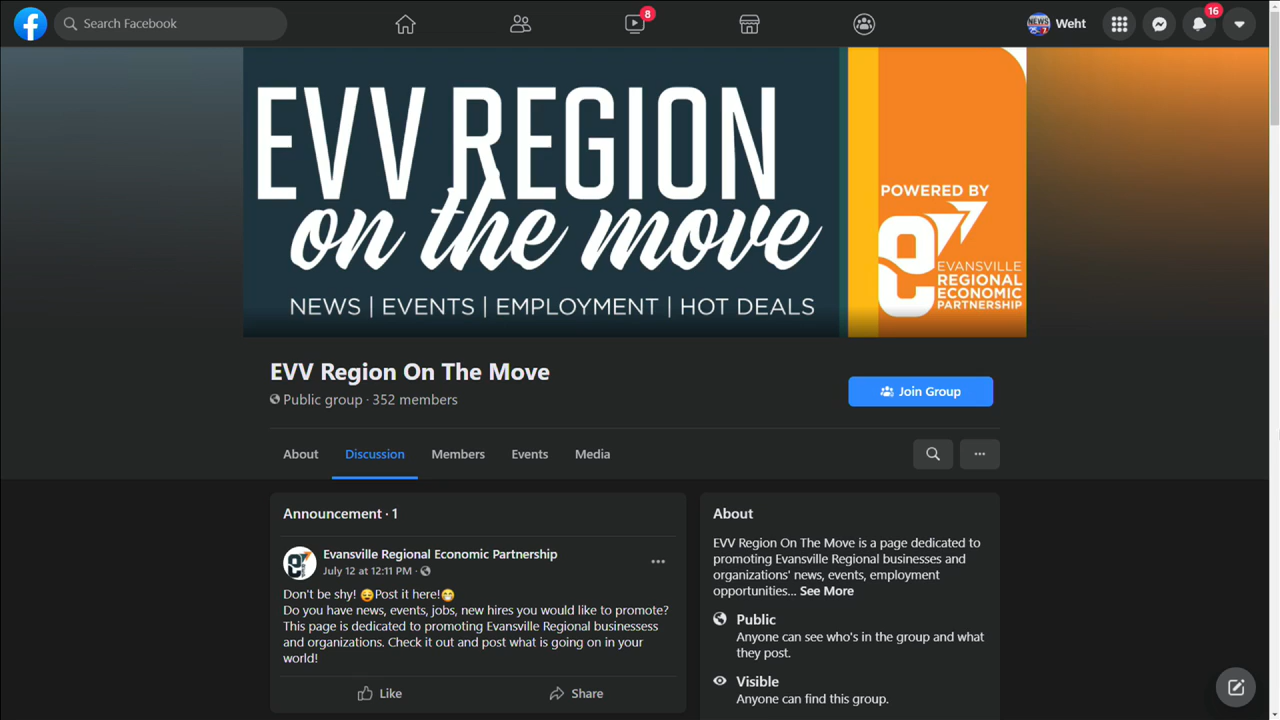 Search Facebook
8
NEWS
Weht
16
EVV REGION
on the move
NEWS | EVENTS | EMPLOYMENT | HOT DEALS
POWERED BY
e
EVANSVILLE
REGIONAL
ECONOMIC
PARTNERSHIP
EVV Region On The Move
Public group · 352 members
Join Group
About
Discussion
Members
Events
Media
Announcement · 1
Evansville Regional Economic Partnership
July 12 at 12:11 PM ·
Don't be shy! 😌Post it here!😁
Do you have news, events, jobs, new hires you would like to promote?
This page is dedicated to promoting Evansville Regional businessess
and organizations. Check it out and post what is going on in your
world!
Like
Share
About
EVV Region On The Move is a page dedicated to
promoting Evansville Regional businesses and
organizations' news, events, employment
opportunities... See More
Public
Anyone can see who's in the group and what
they post.
Visible
Anyone can find this group.